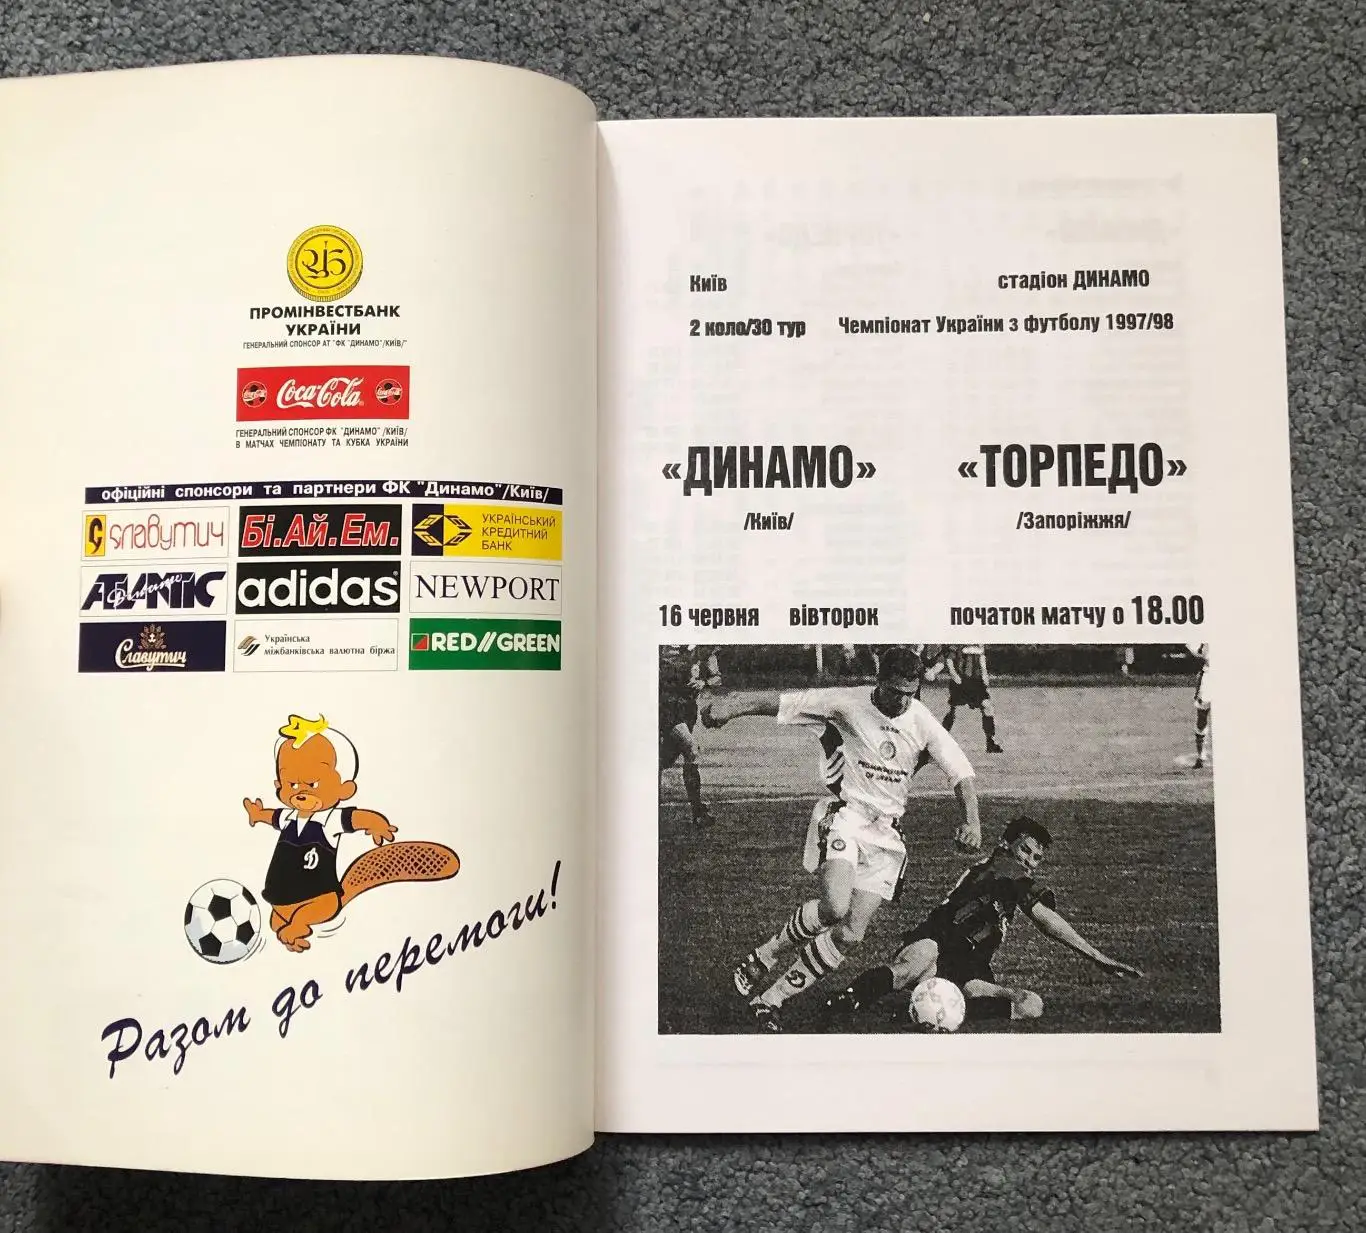 ПРОМІНВЕСТБАНК
УКРАЇНИ
ГЕНЕРАЛЬНИЙ СПОНСОР АТ "ФК "ДИНАМО"/КИЇВ/"
Coca-Cola
ГЕНЕРАЛЬНИЙ СПОНСОР ФК "ДИНАМО" /КИЇВ/
В МАТЧАХ ЧЕМПІОНАТУ ТА КУБКА УКРАЇНИ
офіційні спонсори та партнери ФК "Динамо"/Київ/
Славутич
Бі.Ай.Ем.
УКРАЇНСЬКИЙ
КРЕДИТНИЙ
БАНК
ATLANTIC
Динамо
adidas
NEWPORT
Славутич
Українська
міжбанківська валютна біржа
RED//GREEN
Д
Разом до перемоги!
Київ
стадіон ДИНАМО
2 коло/30 тур
Чемпіонат України з футболу 1997/98
«ДИНАМО»
«ТОРПЕДО»
/Київ/
/Запоріжжя/
16 червня вівторок
початок матчу о 18.00